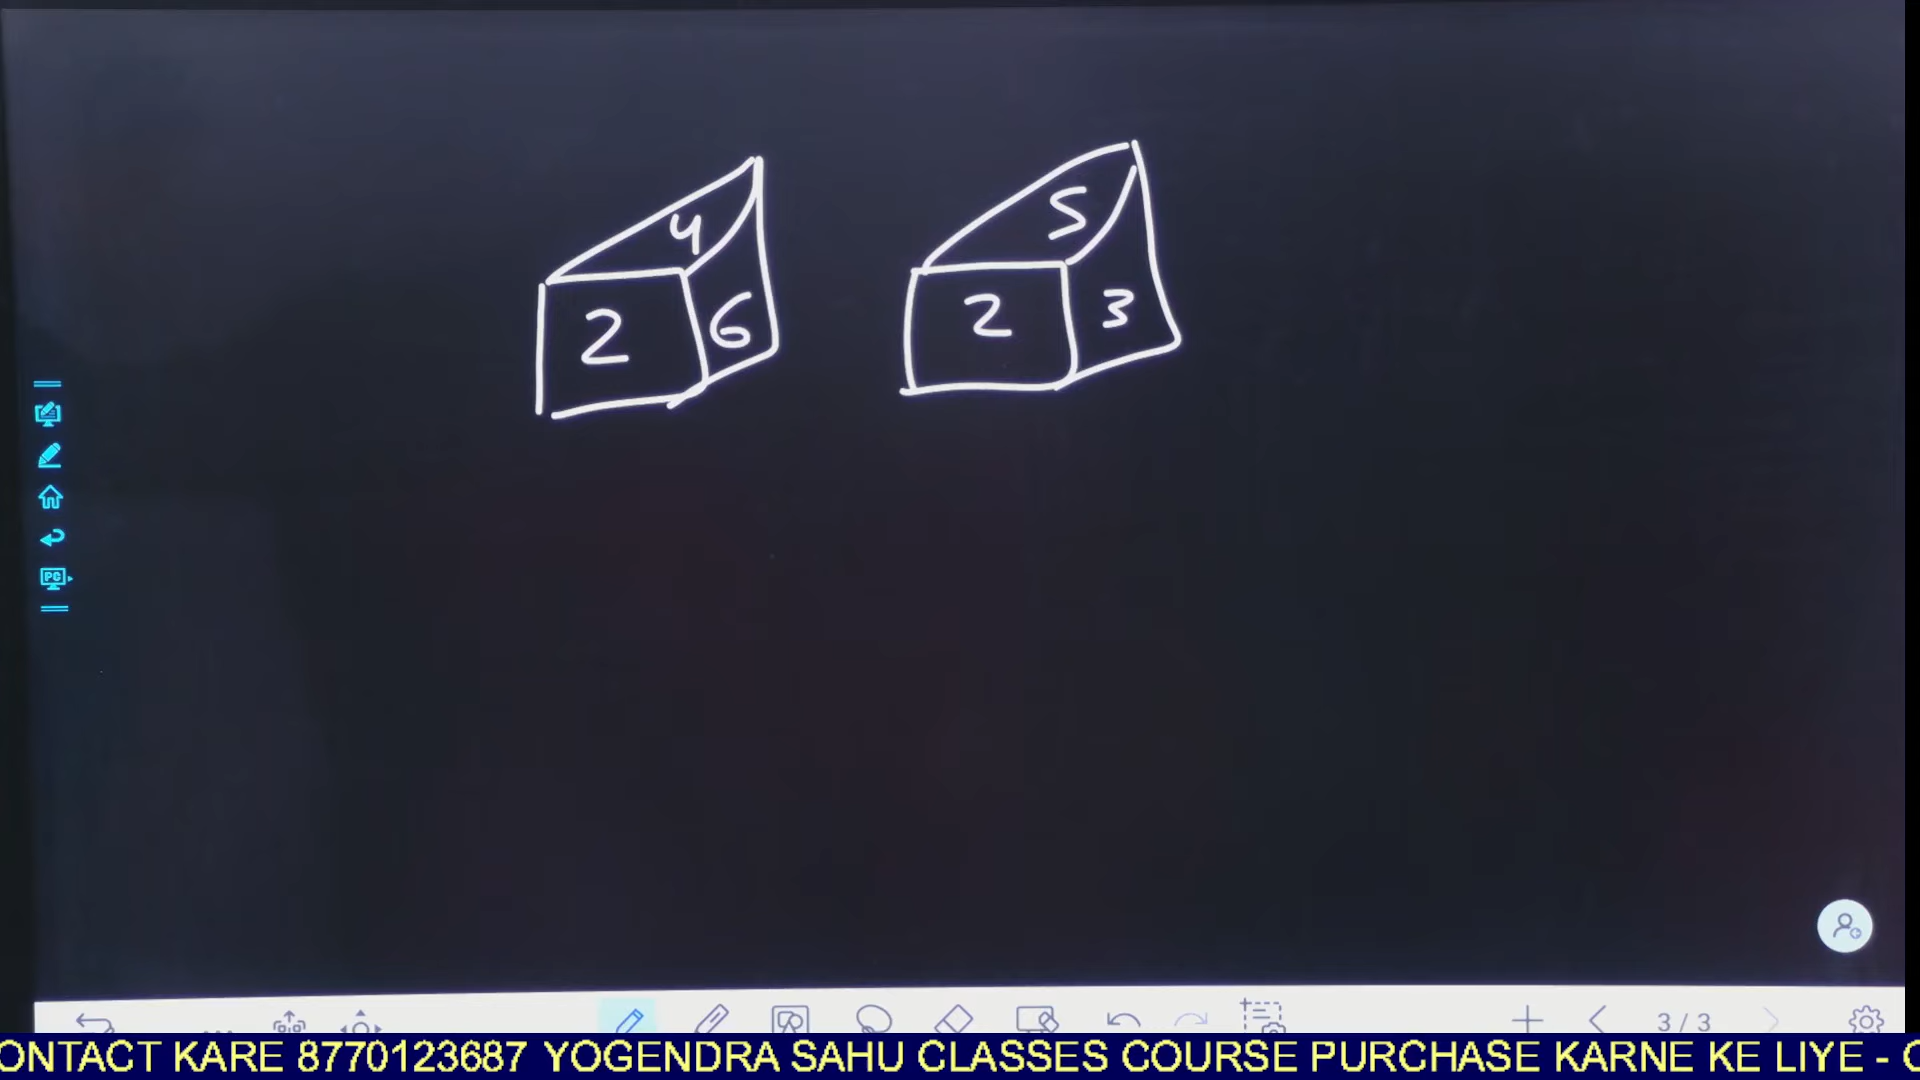 4 5
2 6 2 3
PC
3 / 3
ONTACT KARE 8770123687 YOGENDRA SAHU CLASSES COURSE PURCHASE KARNE KE LIYE - C